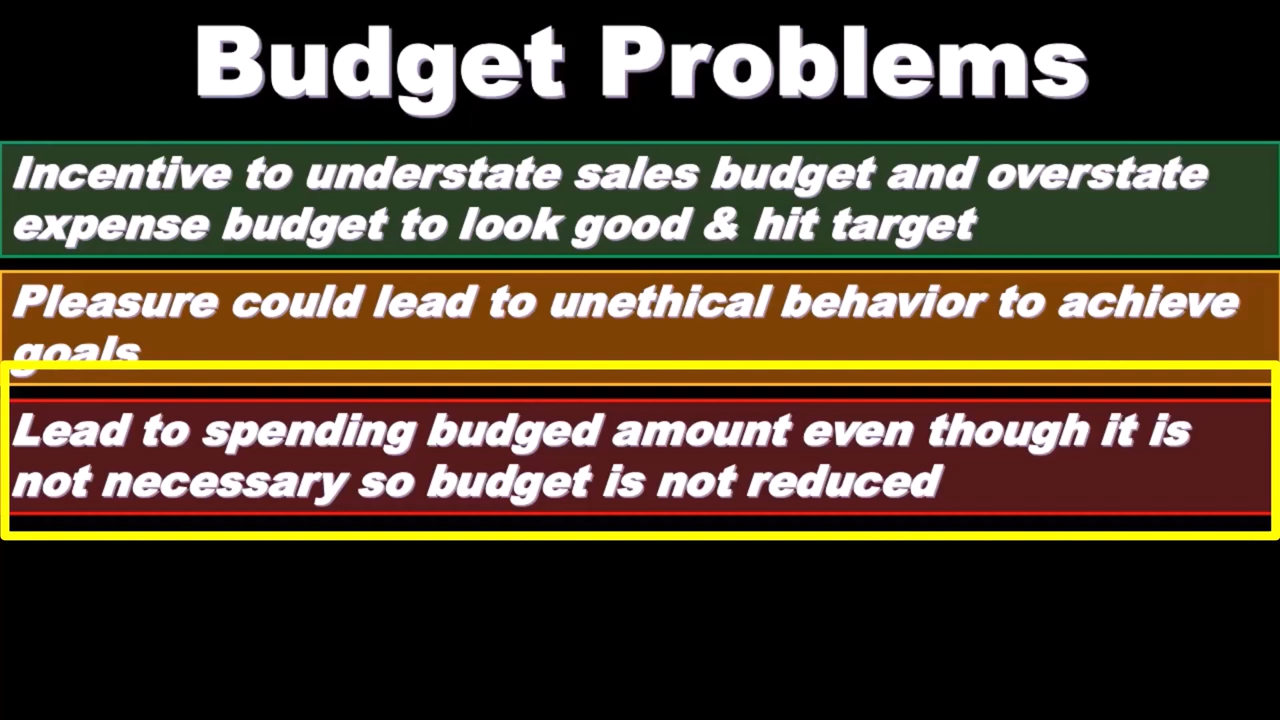 Budget Problems
Incentive to understate sales budget and overstate
expense budget to look good & hit target
Pleasure could lead to unethical behavior to achieve
goals
Lead to spending budged amount even though it is
not necessary so budget is not reduced